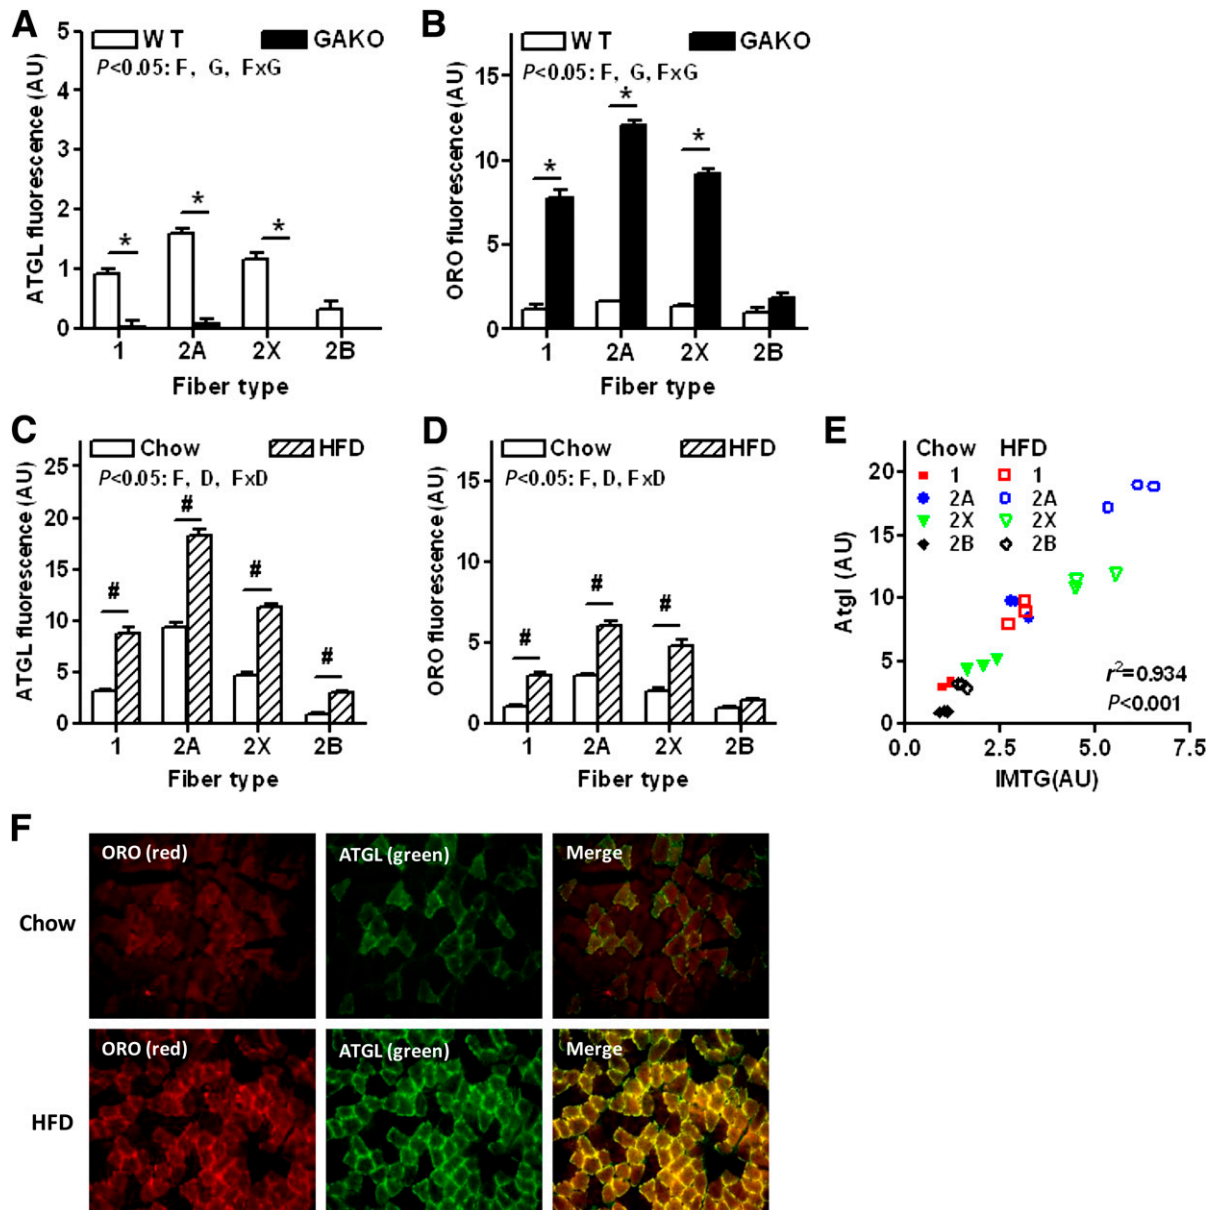 A
5
4
3
2
1
0
ATGL fluorescence (AU)
WT
GAKO
P<0.05: F, G, FxG
*
*
*
1 2A 2X 2B
Fiber type
B
15
10
5
0
ORO fluorescence (AU)
WT
GAKO
P<0.05: F, G, FxG
*
*
*
1 2A 2X 2B
Fiber type
C
25
20
15
10
5
0
ATGL fluorescence (AU)
Chow
HFD
P<0.05: F, D, FxD
#
#
#
#
1 2A 2X 2B
Fiber type
D
15
10
5
0
ORO fluorescence (AU)
Chow
HFD
P<0.05: F, D, FxD
#
#
#
1 2A 2X 2B
Fiber type
E
Chow HFD
1 1
2A 2A
2X 2X
2B 2B
20
15
10
5
0
Atgl (AU)
r²=0.934
P<0.001
0.0 2.5 5.0 7.5
IMTG(AU)
F
Chow
ORO (red)
ATGL (green)
Merge
HFD
ORO (red)
ATGL (green)
Merge